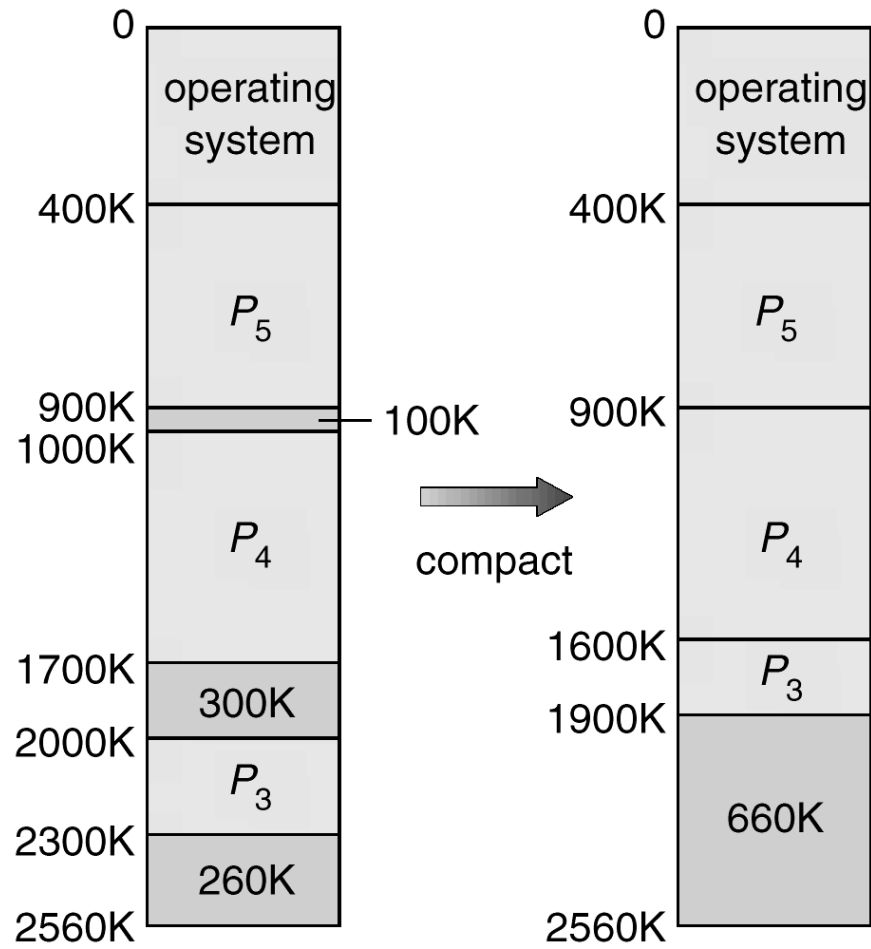 0
operating
system
400K
P5
900K
100K
1000K
P4
1700K
300K
2000K
P3
2300K
260K
2560K
compact
0
operating
system
400K
P5
900K
P4
1600K
P3
1900K
660K
2560K